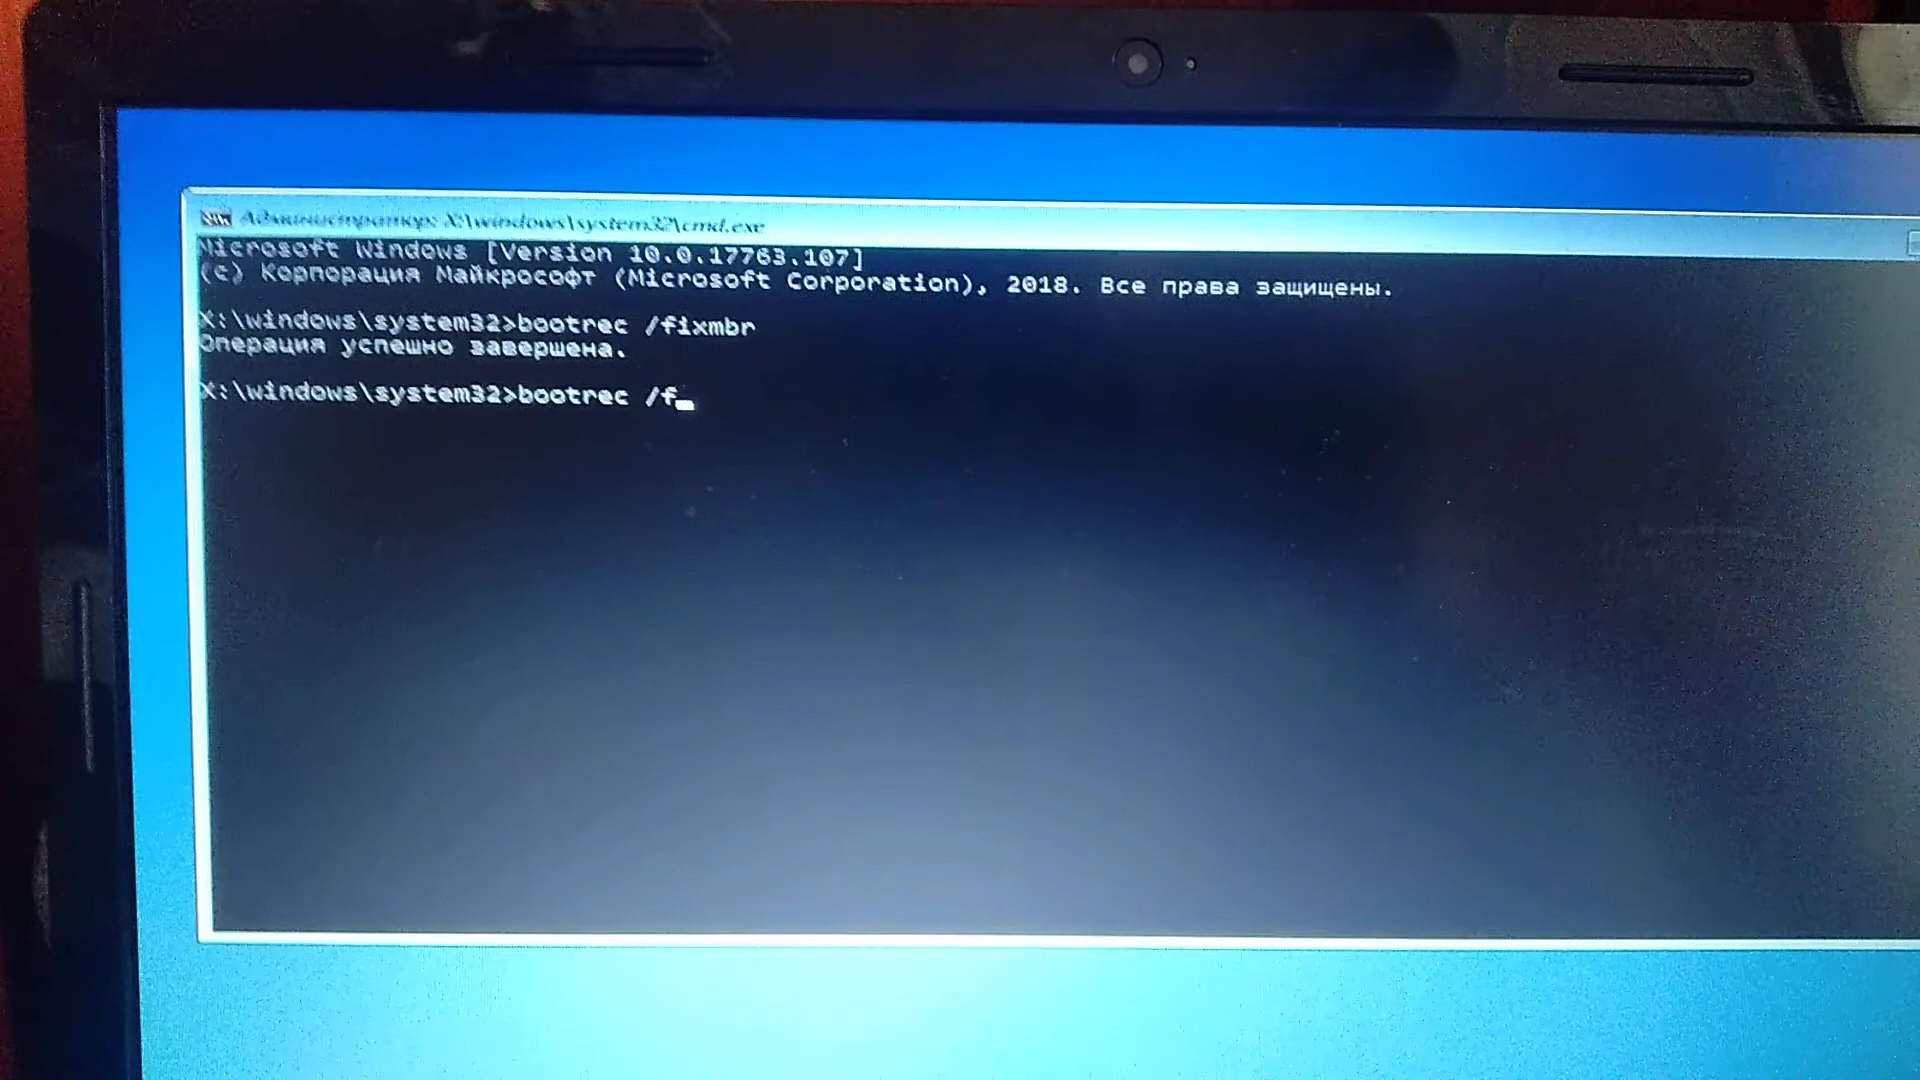 Администратор: X:\windows\system32\cmd.exe
Microsoft Windows [Version 10.0.17763.107]
(c) Корпорация Майкрософт (Microsoft Corporation), 2018. Все права защищены.
X:\windows\system32>bootrec /fixmbr
Операция успешно завершена.
X:\windows\system32>bootrec /f_